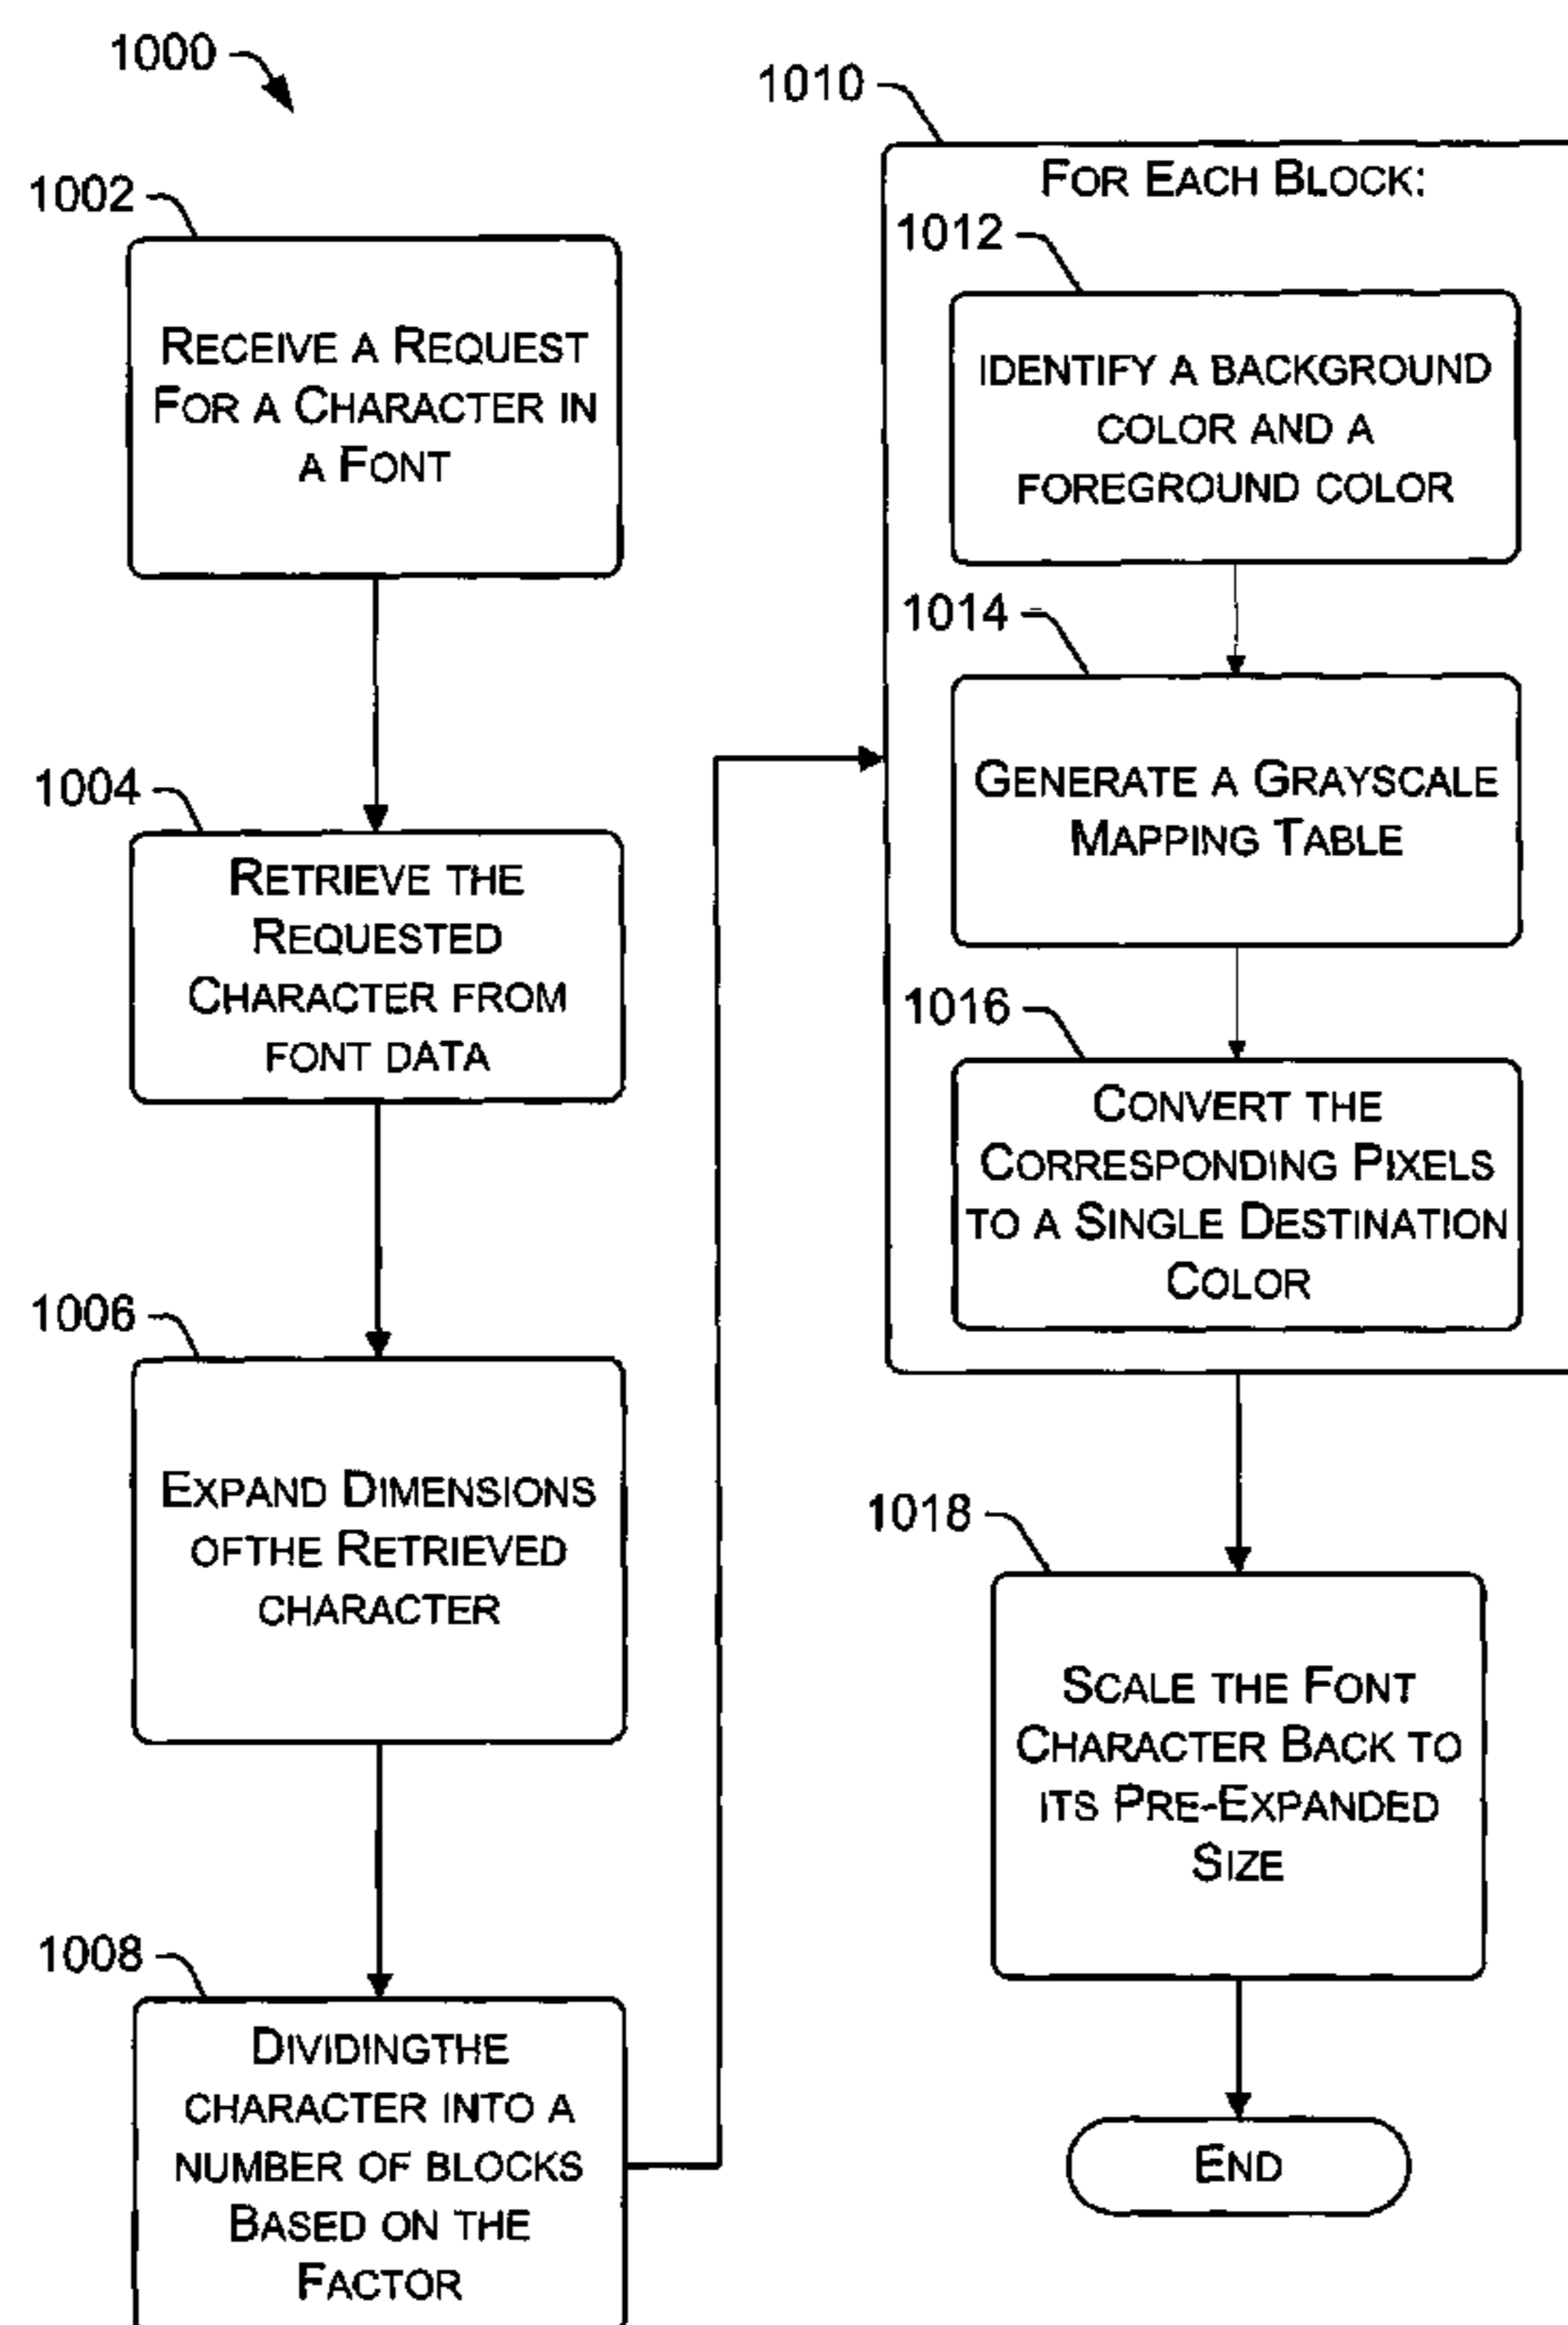 1000
1002
RECEIVE A REQUEST
FOR A CHARACTER IN
A FONT
1004
RETRIEVE THE
REQUESTED
CHARACTER FROM
FONT DATA
1006
EXPAND DIMENSIONS
OFTHE RETRIEVED
CHARACTER
1008
DIVIDINGTHE
CHARACTER INTO A
NUMBER OF BLOCKS
BASED ON THE
FACTOR
1010
FOR EACH BLOCK:
1012
IDENTIFY A BACKGROUND
COLOR AND A
FOREGROUND COLOR
1014
GENERATE A GRAYSCALE
MAPPING TABLE
1016
CONVERT THE
CORRESPONDING PIXELS
TO A SINGLE DESTINATION
COLOR
1018
SCALE THE FONT
CHARACTER BACK TO
ITS PRE-EXPANDED
SIZE
END